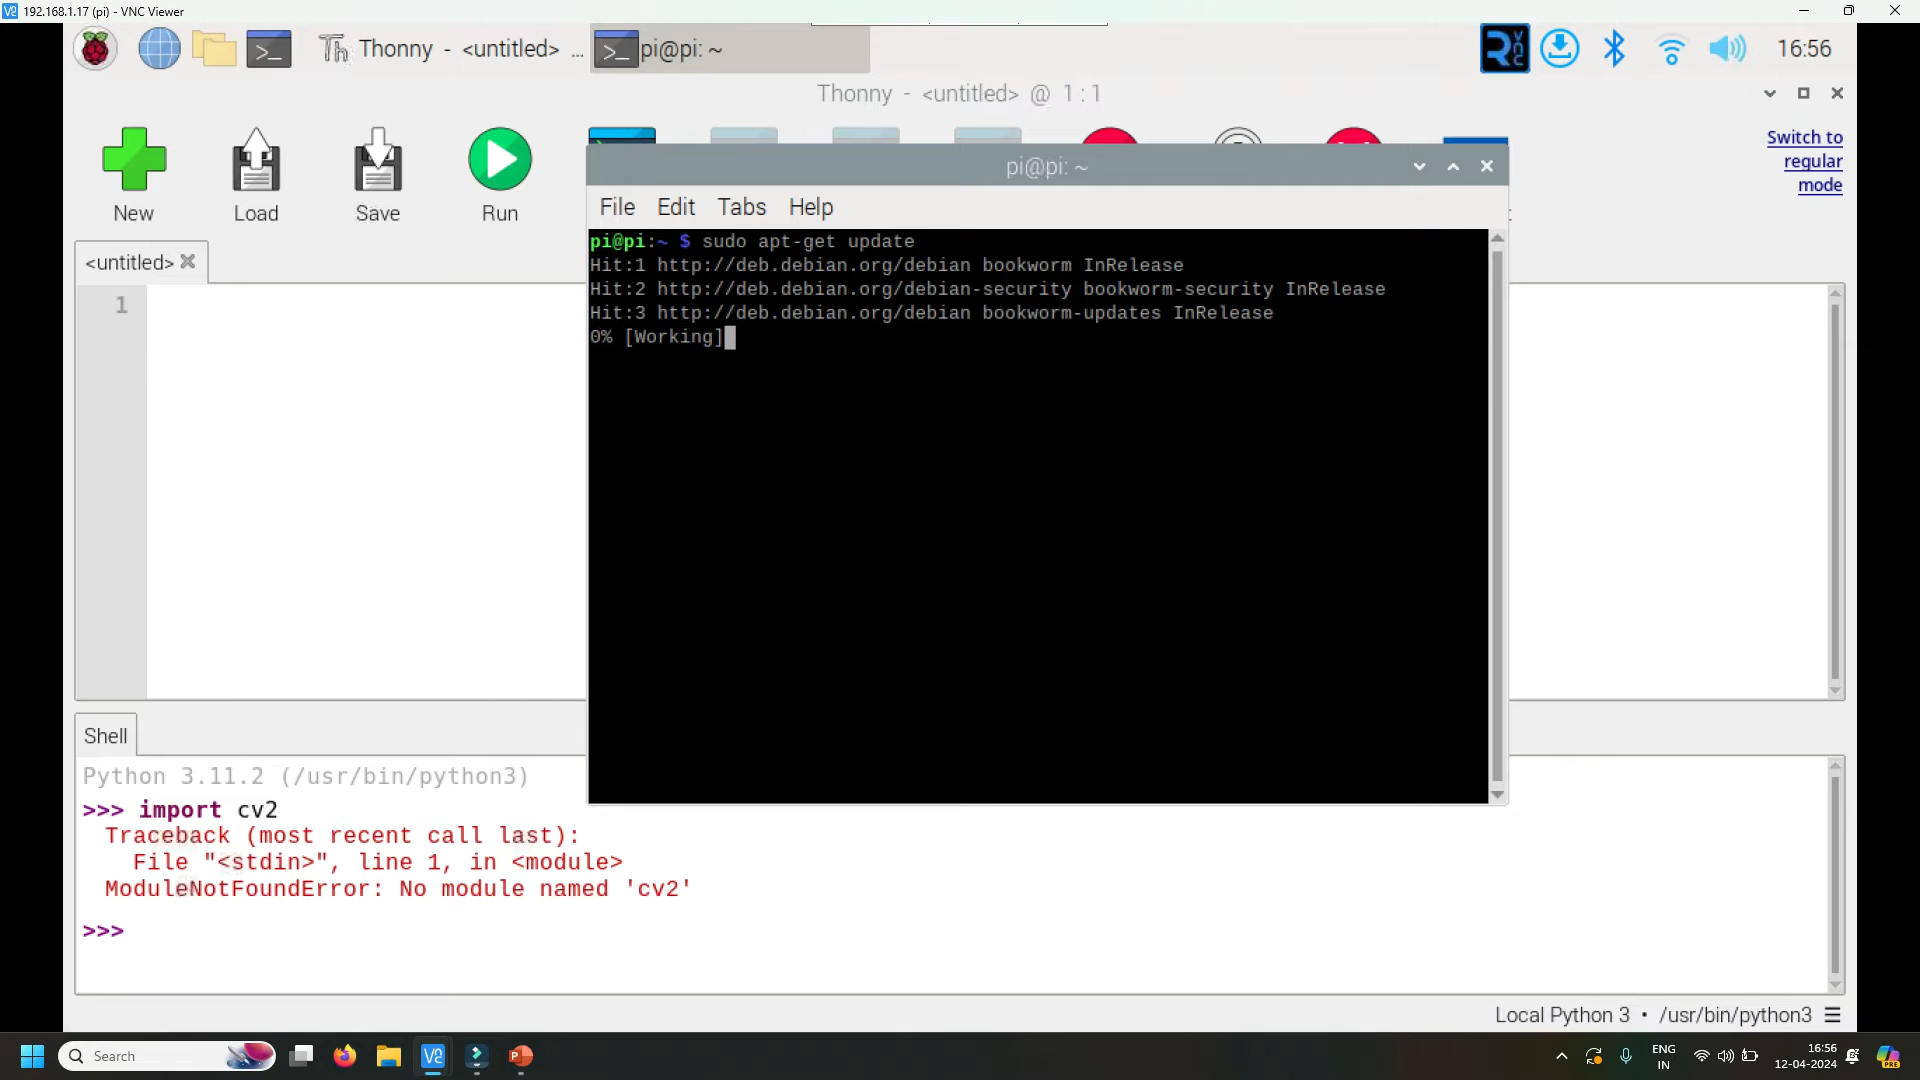 192.168.1.17 (pi) - VNC Viewer
Thonny - <untitled> ...
pi@pi: ~
16:56
Thonny - <untitled> @ 1 : 1
Switch to
regular
mode
New
Load
Save
Run
pi@pi: ~
File Edit Tabs Help
<untitled>
1
pi@pi:~ $ sudo apt-get update
Hit:1 http://deb.debian.org/debian bookworm InRelease
Hit:2 http://deb.debian.org/debian-security bookworm-security InRelease
Hit:3 http://deb.debian.org/debian bookworm-updates InRelease
0% [Working]
Shell
Python 3.11.2 (/usr/bin/python3)
>>> import cv2
Traceback (most recent call last):
File "<stdin>", line 1, in <module>
ModuleNotFoundError: No module named 'cv2'
>>>
Local Python 3 • /usr/bin/python3
Search
ENG
IN
16:56
12-04-2024